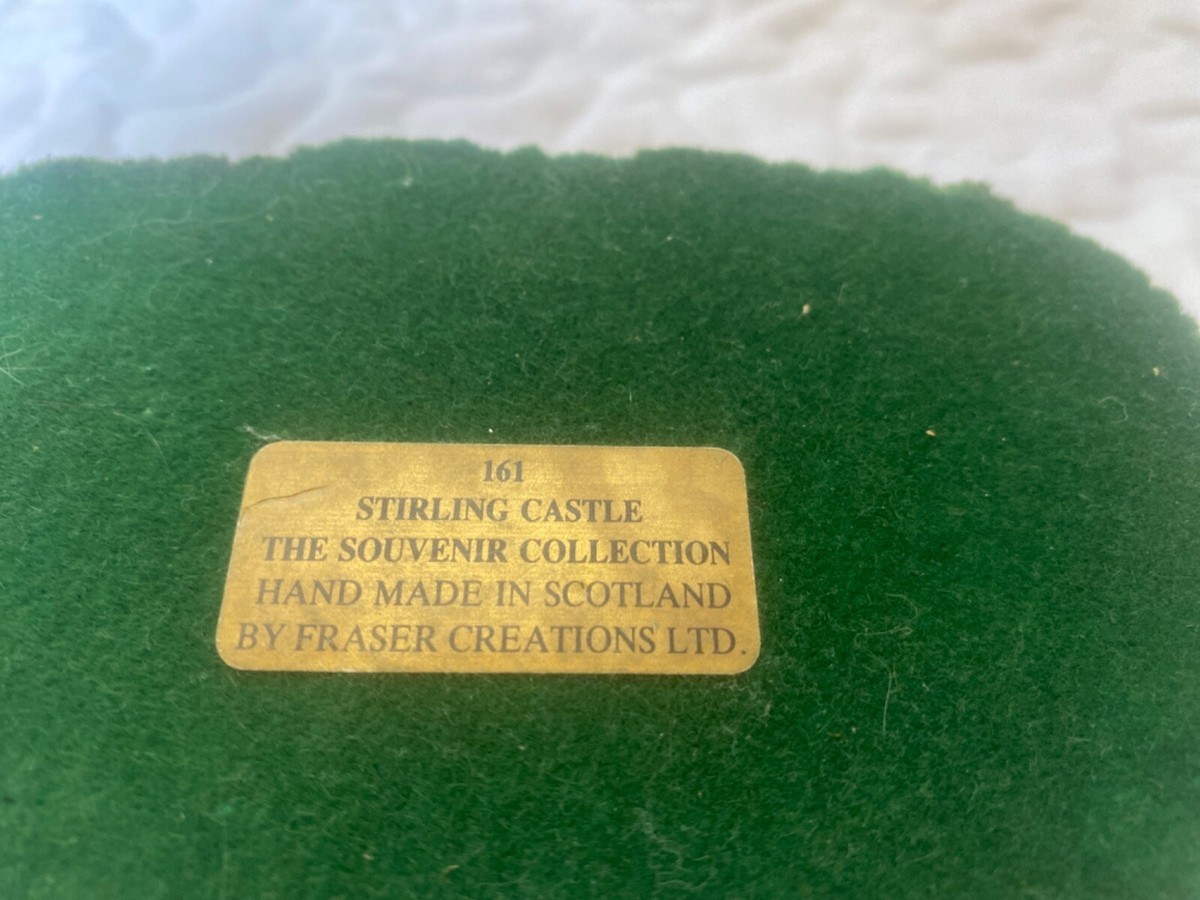 161
STIRLING CASTLE
THE SOUVENIR COLLECTION
HAND MADE IN SCOTLAND
BY FRASER CREATIONS LTD.